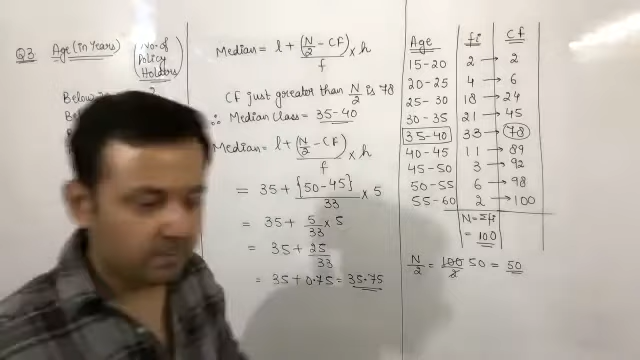 Q3 Age (in Years) (No. of Policy Holders)
Below
2
Median = l + (N/2 - CF)/f × h
CF just greater than N/2 is 78
∴ Median Class = 35-40
Median = l + (N/2 - CF)/f × h
= 35 + {50-45}/33 × 5
= 35 + 5/33 × 5
= 35 + 25/33
= 35 + 0.75 = 35.75
Age fi CF
15-20 2 → 2
20-25 4 → 6
25-30 18 → 24
30-35 21 → 45
35-40 33 → 78
40-45 11 → 89
45-50 3 → 92
50-55 6 → 98
55-60 2 → 100
N = Σfi
= 100
N/2 = 100/2 50 = 50